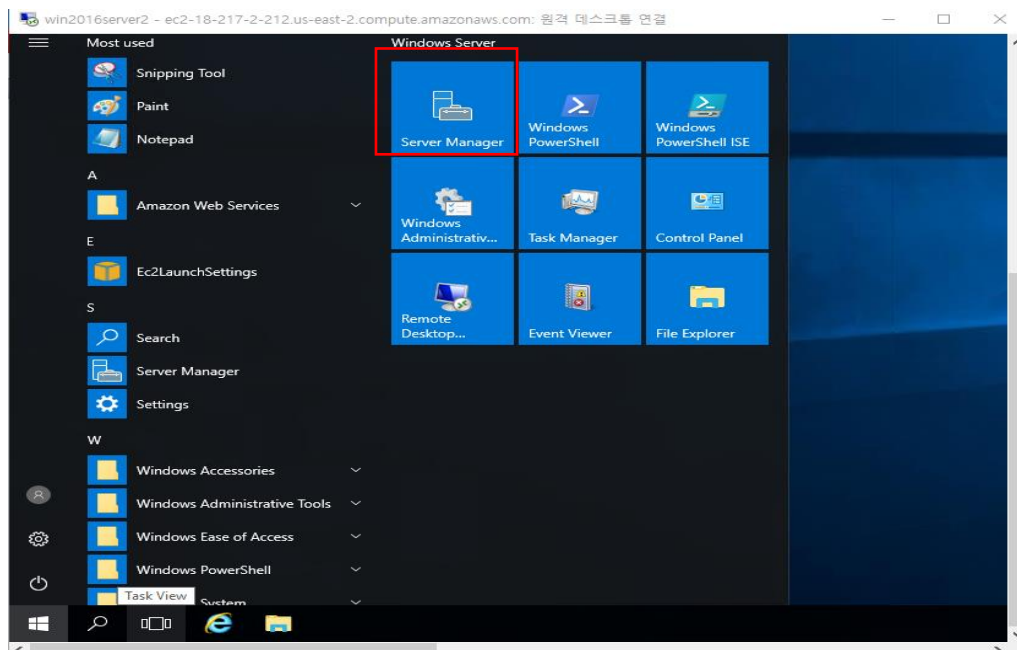 win2016server2 - ec2-18-217-2-212.us-east-2.compute.amazonaws.com: 원격 데스크톱 연결
Most used
Snipping Tool
Paint
Notepad
A
Amazon Web Services
E
Ec2LaunchSettings
S
Search
Server Manager
Settings
W
Windows Accessories
Windows Administrative Tools
Windows Ease of Access
Windows PowerShell
Task View
System
Windows Server
Server Manager
Windows
PowerShell
Windows
PowerShell ISE
Windows
Administrativ...
Task Manager
Control Panel
Remote
Desktop...
Event Viewer
File Explorer